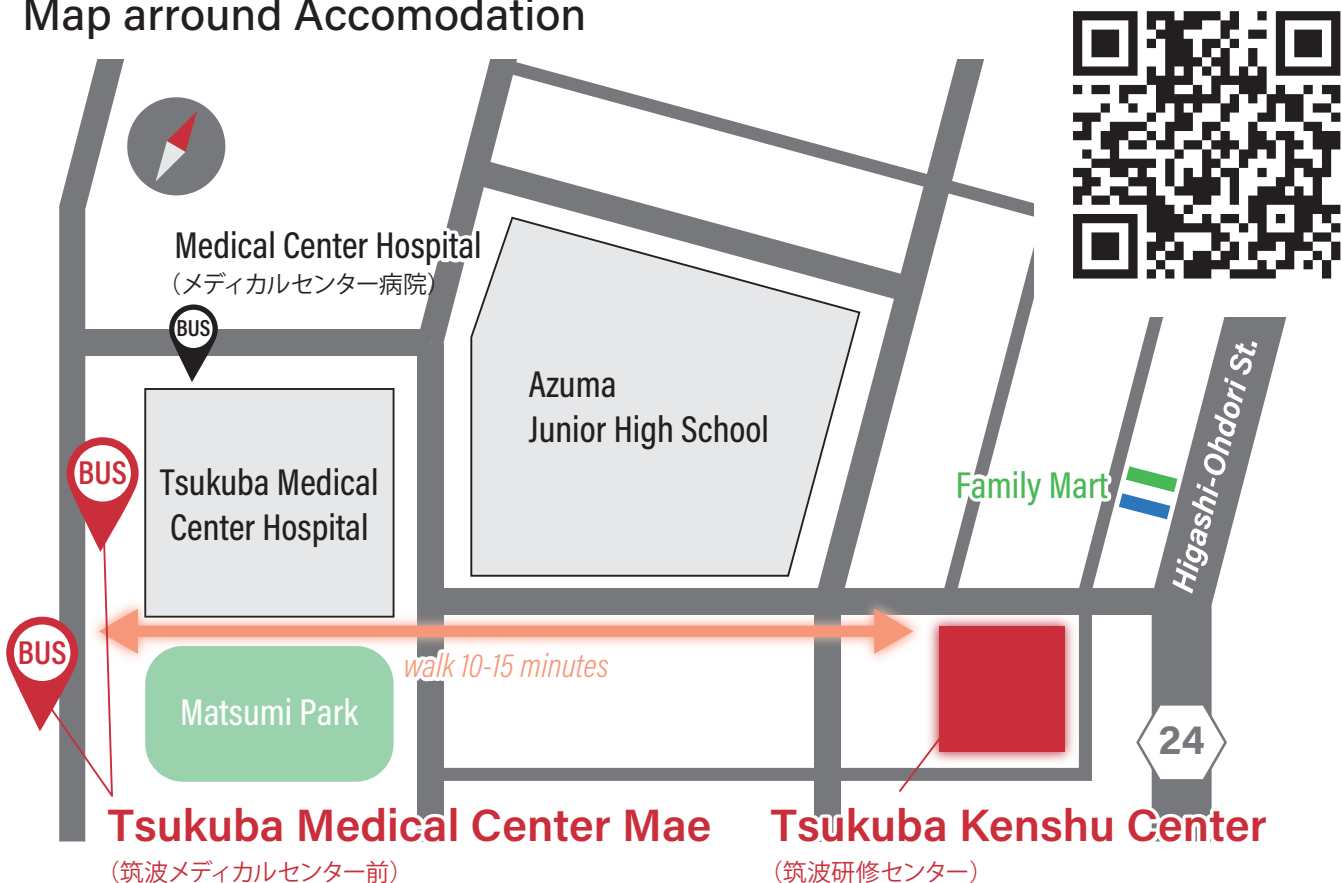 Map arround Accomodation
Medical Center Hospital
（メディカルセンター病院）
BUS
Azuma
Junior High School
Tsukuba Medical
Center Hospital
BUS
Family Mart
Higashi-Ohdori St.
BUS
walk 10-15 minutes
Matsumi Park
24
Tsukuba Medical Center Mae
（筑波メディカルセンター前）
Tsukuba Kenshu Center
（筑波研修センター）